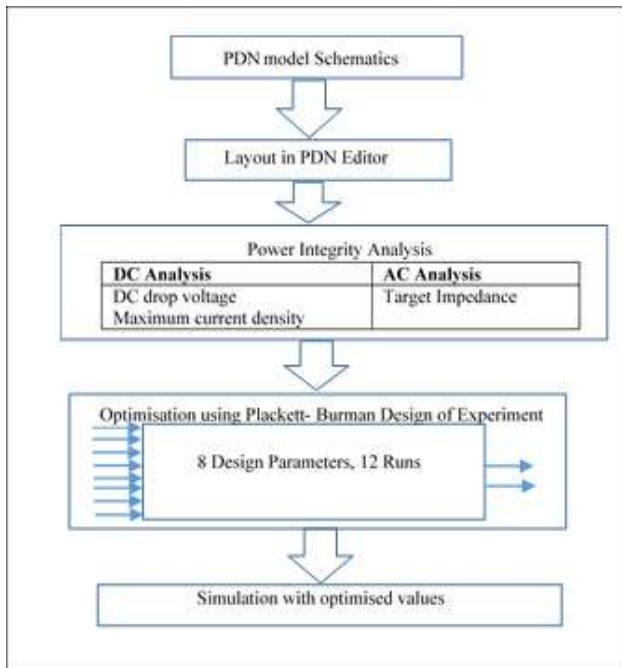 PDN model Schematics
Layout in PDN Editor
Power Integrity Analysis
DC Analysis
AC Analysis
DC drop voltage
Target Impedance
Maximum current density
Optimisation using Plackett- Burman Design of Experiment
8 Design Parameters, 12 Runs
Simulation with optimised values